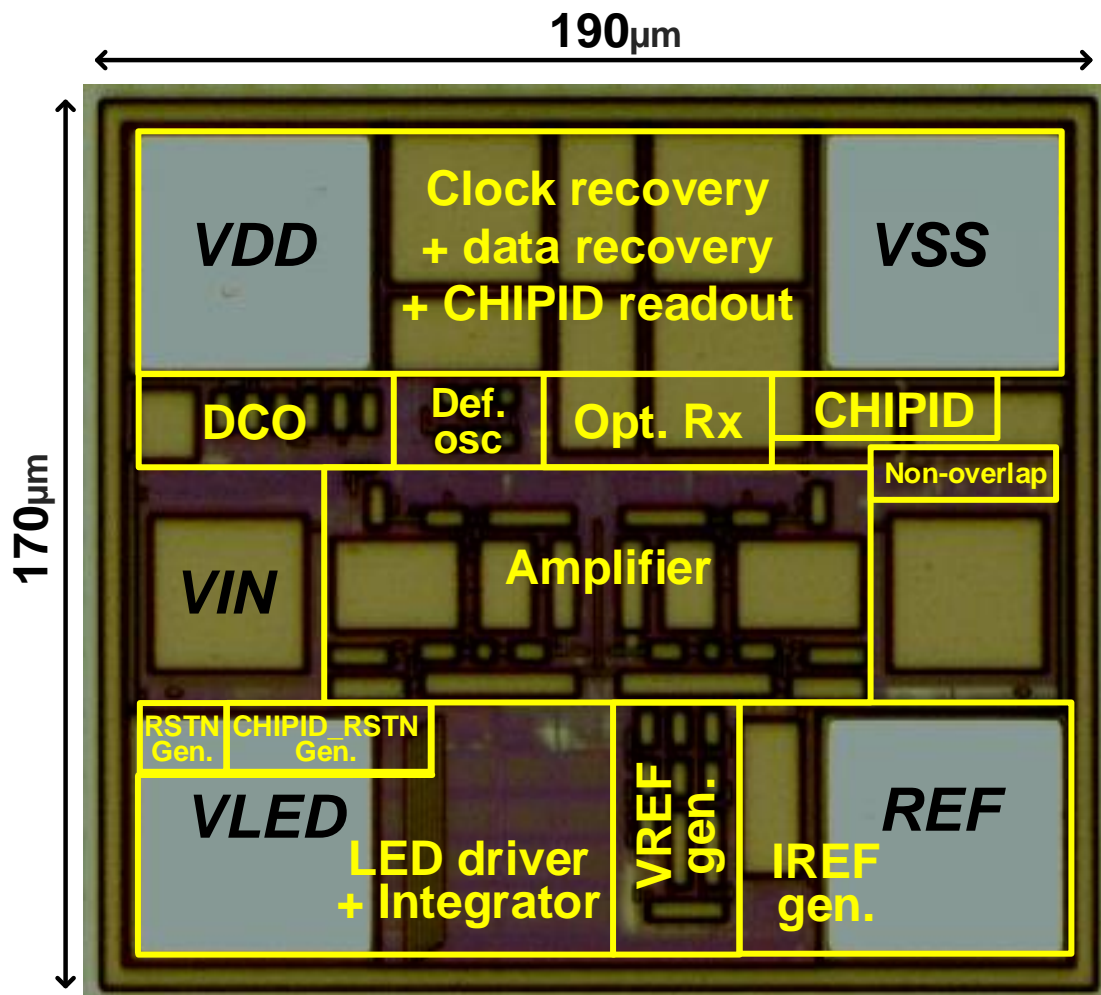 190µm
170µm
VDD
Clock recovery
+ data recovery
+ CHIPID readout
VSS
DCO
Def.
osc
Opt. Rx
CHIPID
Non-overlap
VIN
Amplifier
RSTN
Gen.
CHIPID_RSTN
Gen.
VLED
LED driver
+ Integrator
VREF
gen.
REF
IREF
gen.